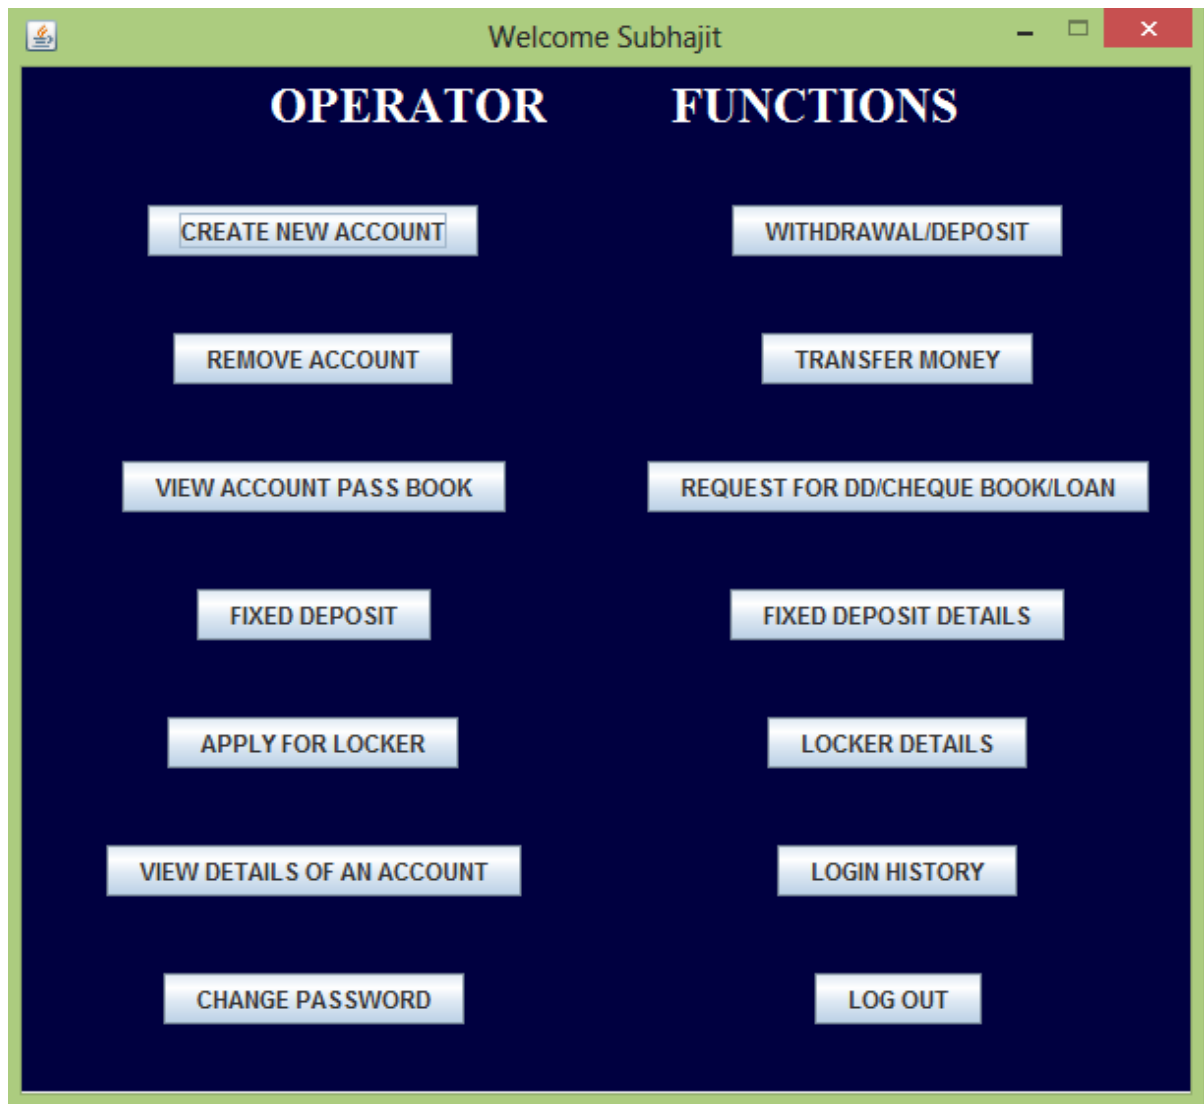 Welcome Subhajit
OPERATOR FUNCTIONS
CREATE NEW ACCOUNT WITHDRAWAL/DEPOSIT
REMOVE ACCOUNT TRANSFER MONEY
VIEW ACCOUNT PASS BOOK REQUEST FOR DD/CHEQUE BOOK/LOAN
FIXED DEPOSIT FIXED DEPOSIT DETAILS
APPLY FOR LOCKER LOCKER DETAILS
VIEW DETAILS OF AN ACCOUNT LOGIN HISTORY
CHANGE PASSWORD LOG OUT